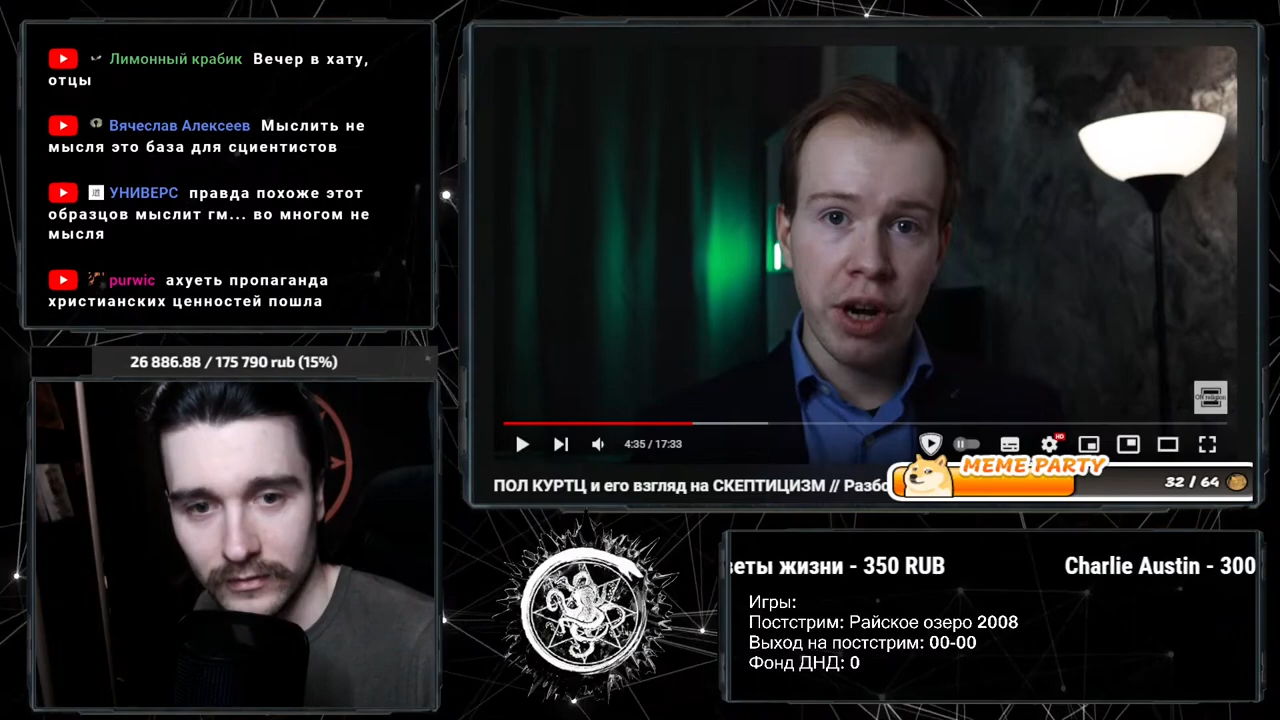 Лимонный крабик Вечер в хату,
отцы
Вячеслав Алексеев Мыслить не
мысля это база для сциентистов
УНИВЕРС правда похоже этот
образцов мыслит гм... во многом не
мысля
purwic ахуеть пропаганда
христианских ценностей пошла
26 886.88 / 175 790 rub (15%)
ON religion
4:35 / 17:33
HD
MEME PARTY
ПОЛ КУРТЦ и его взгляд на СКЕПТИЦИЗМ // Разбо
32 / 64
веты жизни - 350 RUB Charlie Austin - 300
Игры:
Постстрим: Райское озеро 2008
Выход на постстрим: 00-00
Фонд ДНД: 0